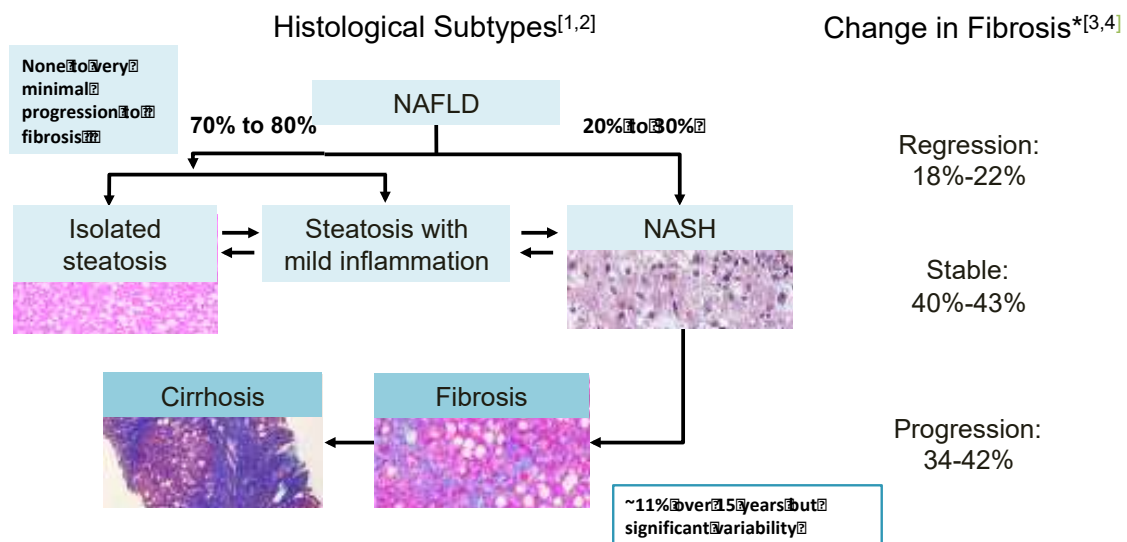 Histological Subtypes[1,2]
Change in Fibrosis*[3,4]
None to very
minimal
progression to
fibrosis
NAFLD
70% to 80%
20% to 30%
Isolated
steatosis
Steatosis with
mild inflammation
NASH
Cirrhosis
Fibrosis
~11% over 15 years but
significant variability
Regression:
18%-22%
Stable:
40%-43%
Progression:
34-42%